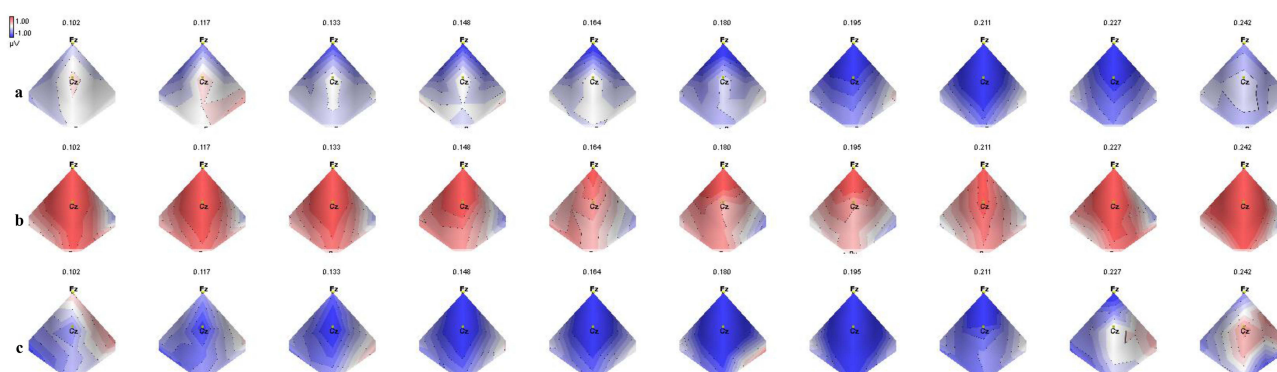 1.00
-1.00
µV
0.102 0.117 0.133 0.148 0.164 0.180 0.195 0.211 0.227 0.242
Fz Fz Fz Fz Fz Fz Fz Fz Fz Fz
a Cz Cz Cz Cz Cz Cz Cz Cz Cz Cz
0.102 0.117 0.133 0.148 0.164 0.180 0.195 0.211 0.227 0.242
Fz Fz Fz Fz Fz Fz Fz Fz Fz Fz
b Cz Cz Cz Cz Cz Cz Cz Cz Cz Cz
0.102 0.117 0.133 0.148 0.164 0.180 0.195 0.211 0.227 0.242
Fz Fz Fz Fz Fz Fz Fz Fz Fz Fz
c Cz Cz Cz Cz Cz Cz Cz Cz Cz Cz